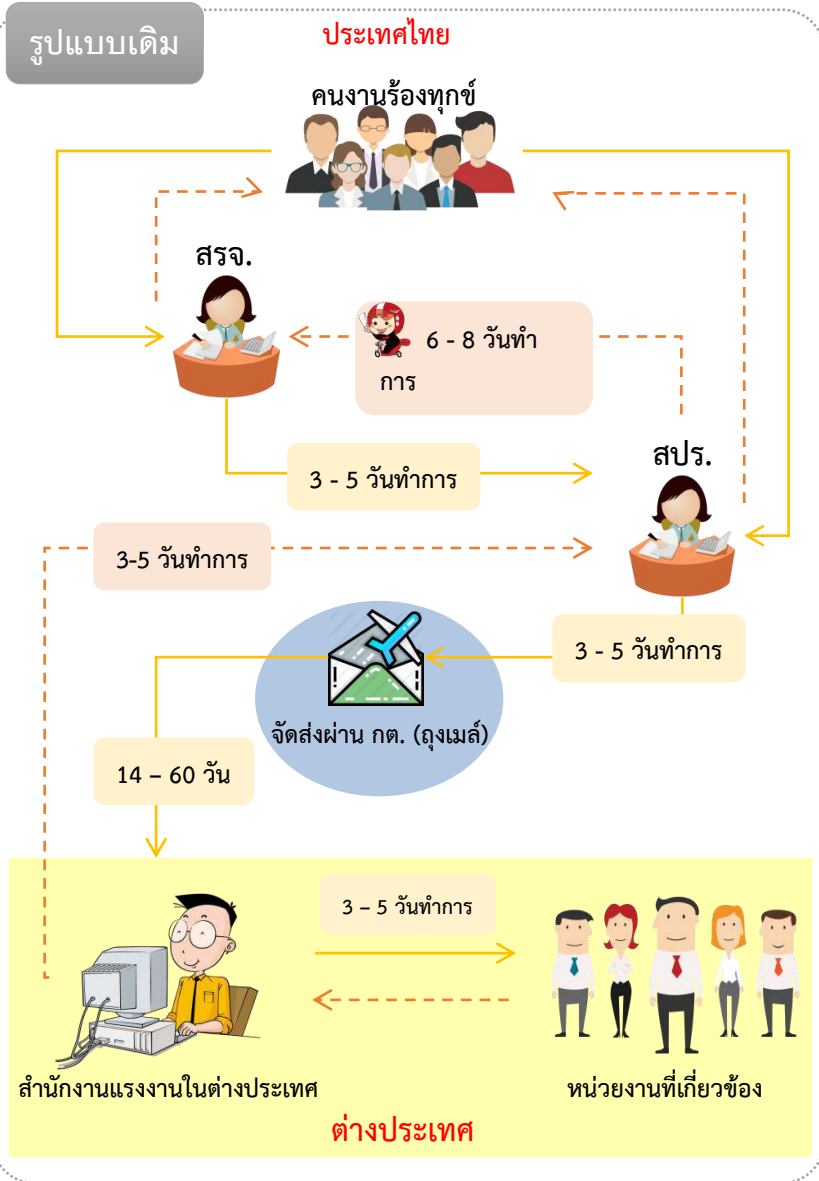 รูปแบบเดิม
ประเทศไทย
คนงานร้องทุกข์
สรจ.
6 - 8 วันทำ
การ
3 - 5 วันทำการ
สปร.
3-5 วันทำการ
3 - 5 วันทำการ
จัดส่งผ่าน กต. (ถุงเมล์)
14 – 60 วัน
3 – 5 วันทำการ
สำนักงานแรงงานในต่างประเทศ
หน่วยงานที่เกี่ยวข้อง
ต่างประเทศ